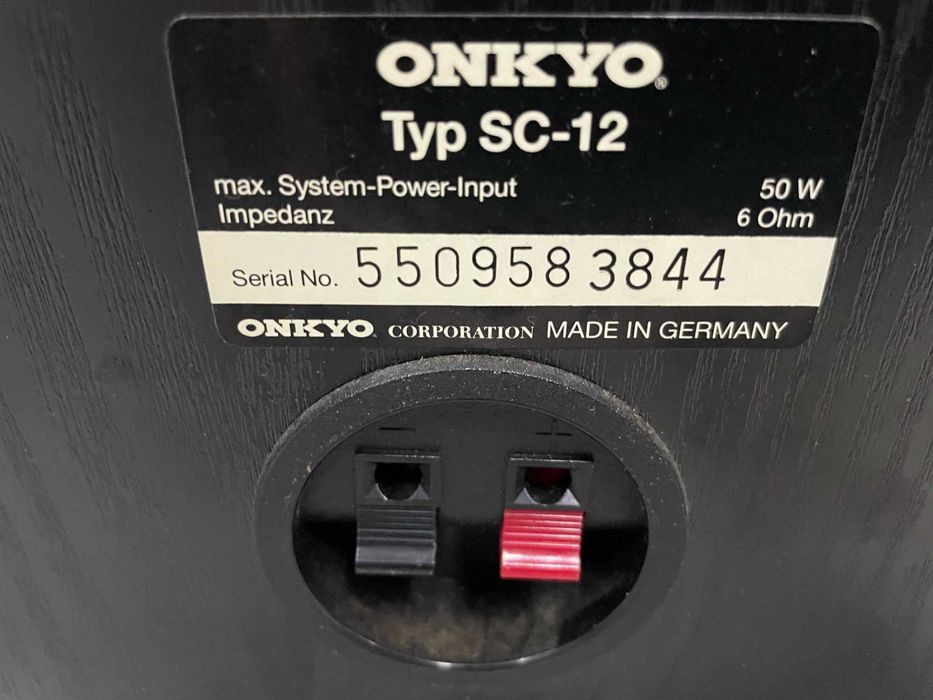 ONKYO®
Typ SC-12
max. System-Power-Input 50 W
Impedanz 6 Ohm
Serial No. 5509583844
ONKYO CORPORATION MADE IN GERMANY
− +